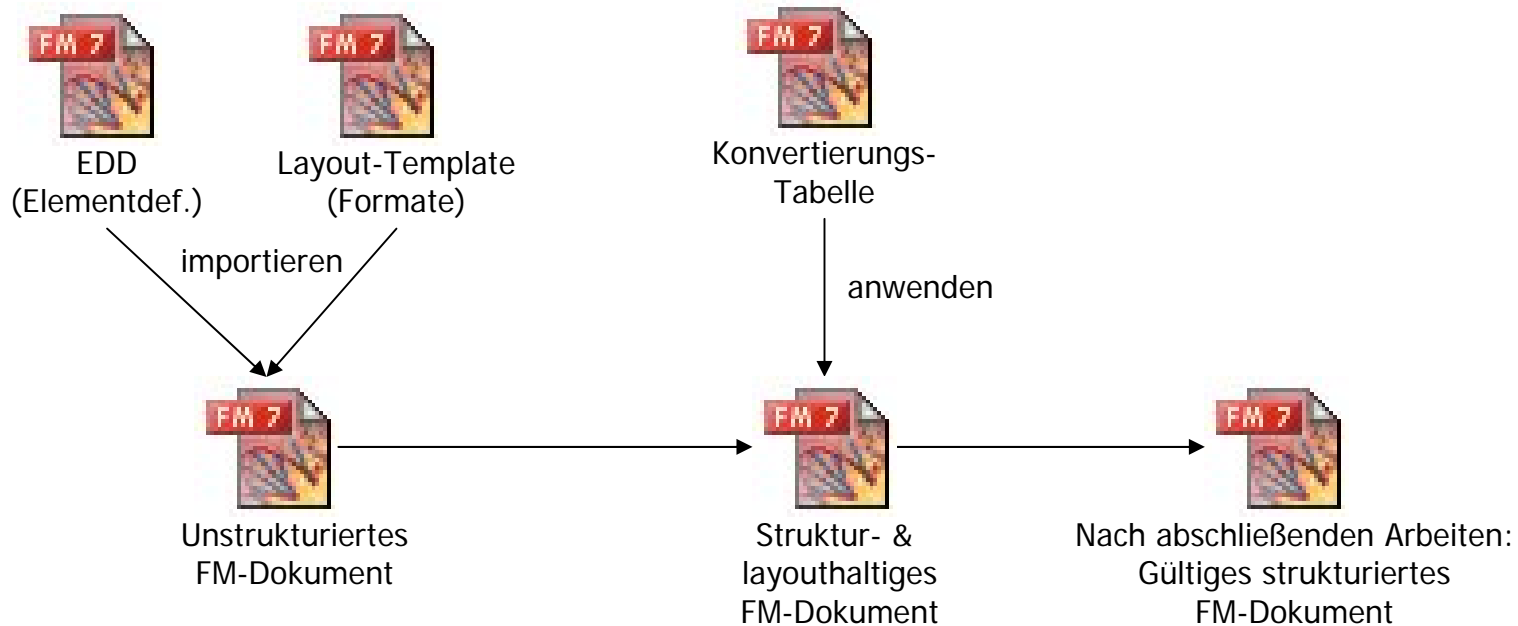 FM 7
FM 7
FM 7
EDD
(Elementdef.)
Layout-Template
(Formate)
Konvertierungs-
Tabelle
importieren
anwenden
FM 7
FM 7
FM 7
Unstrukturiertes
FM-Dokument
Struktur- &
layouthaltiges
FM-Dokument
Nach abschließenden Arbeiten:
Gültiges strukturiertes
FM-Dokument